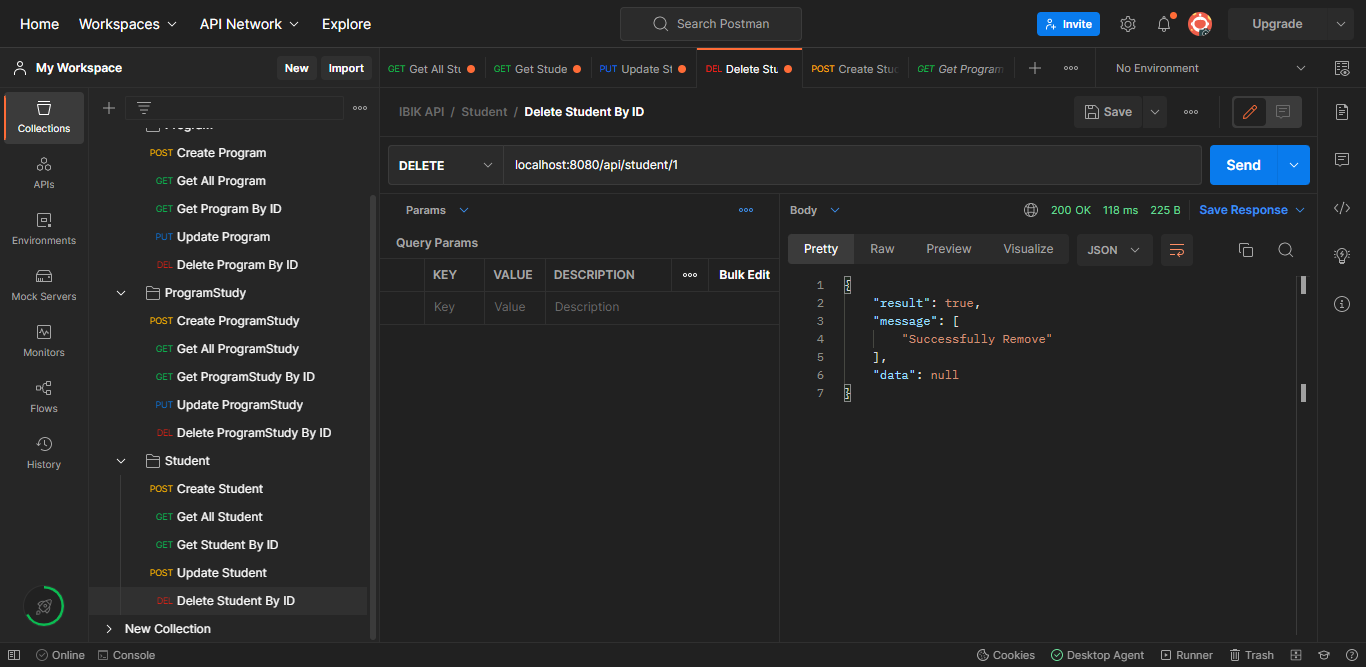 Home Workspaces API Network Explore Search Postman Invite Upgrade
My Workspace New Import
GET Get All Stu GET Get Stude PUT Update St DEL Delete Stu POST Create Stuc GET Get Program No Environment
Collections
APIs
Environments
Mock Servers
Monitors
Flows
History
Program
POST Create Program
GET Get All Program
GET Get Program By ID
PUT Update Program
DEL Delete Program By ID
ProgramStudy
POST Create ProgramStudy
GET Get All ProgramStudy
GET Get ProgramStudy By ID
PUT Update ProgramStudy
DEL Delete ProgramStudy By ID
Student
POST Create Student
GET Get All Student
GET Get Student By ID
POST Update Student
DEL Delete Student By ID
New Collection
IBIK API / Student / Delete Student By ID Save
DELETE localhost:8080/api/student/1 Send
Params
Query Params
KEY VALUE DESCRIPTION Bulk Edit
Key Value Description
Body 200 OK 118 ms 225 B Save Response
Pretty Raw Preview Visualize JSON
1 {
2 "result": true,
3 "message": [
4 "Successfully Remove"
5 ],
6 "data": null
7 }
Online Console Cookies Desktop Agent Runner Trash